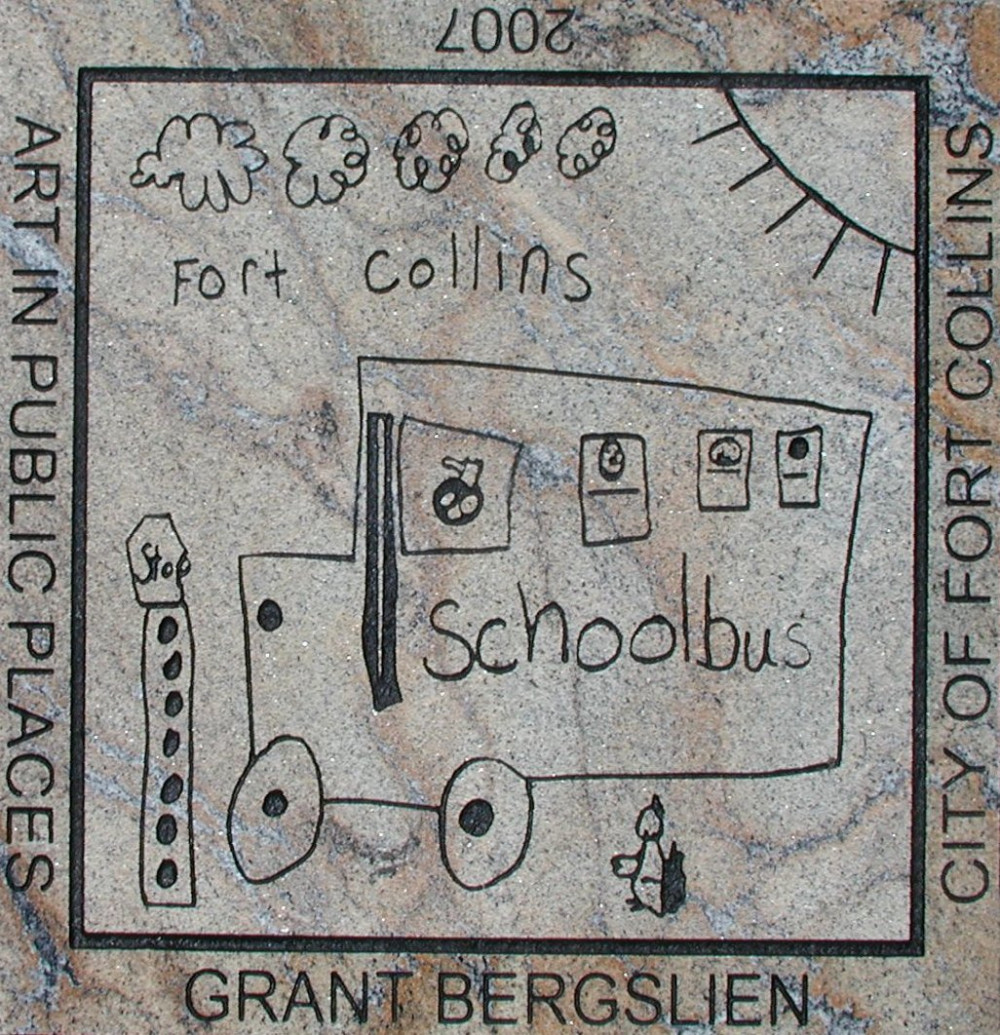 2007
ART IN PUBLIC PLACES
CITY OF FORT COLLINS
Fort Collins
Stop
Schoolbus
GRANT BERGSLIEN